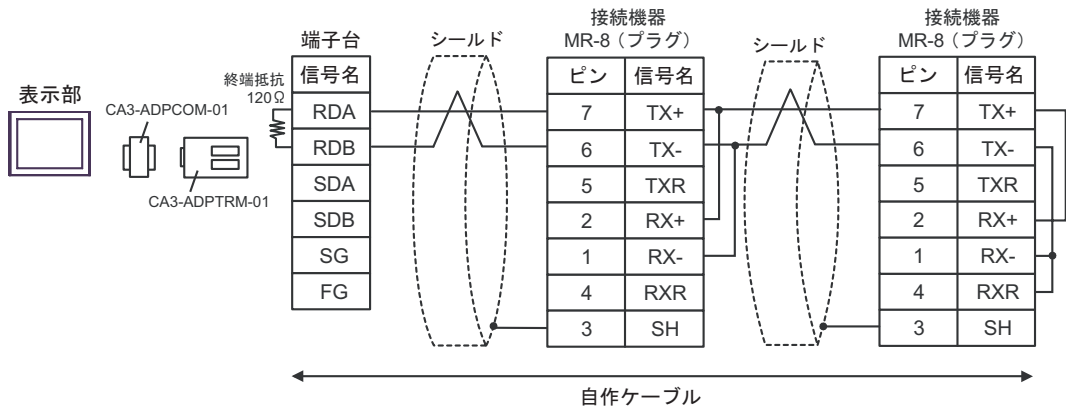 表示部
CA3-ADPCOM-01
CA3-ADPTRM-01
終端抵抗
120Ω
端子台
信号名
RDA
RDB
SDA
SDB
SG
FG
シールド
接続機器
MR-8（プラグ）
ピン 信号名
7 TX+
6 TX-
5 TXR
2 RX+
1 RX-
4 RXR
3 SH
シールド
接続機器
MR-8（プラグ）
ピン 信号名
7 TX+
6 TX-
5 TXR
2 RX+
1 RX-
4 RXR
3 SH
自作ケーブル